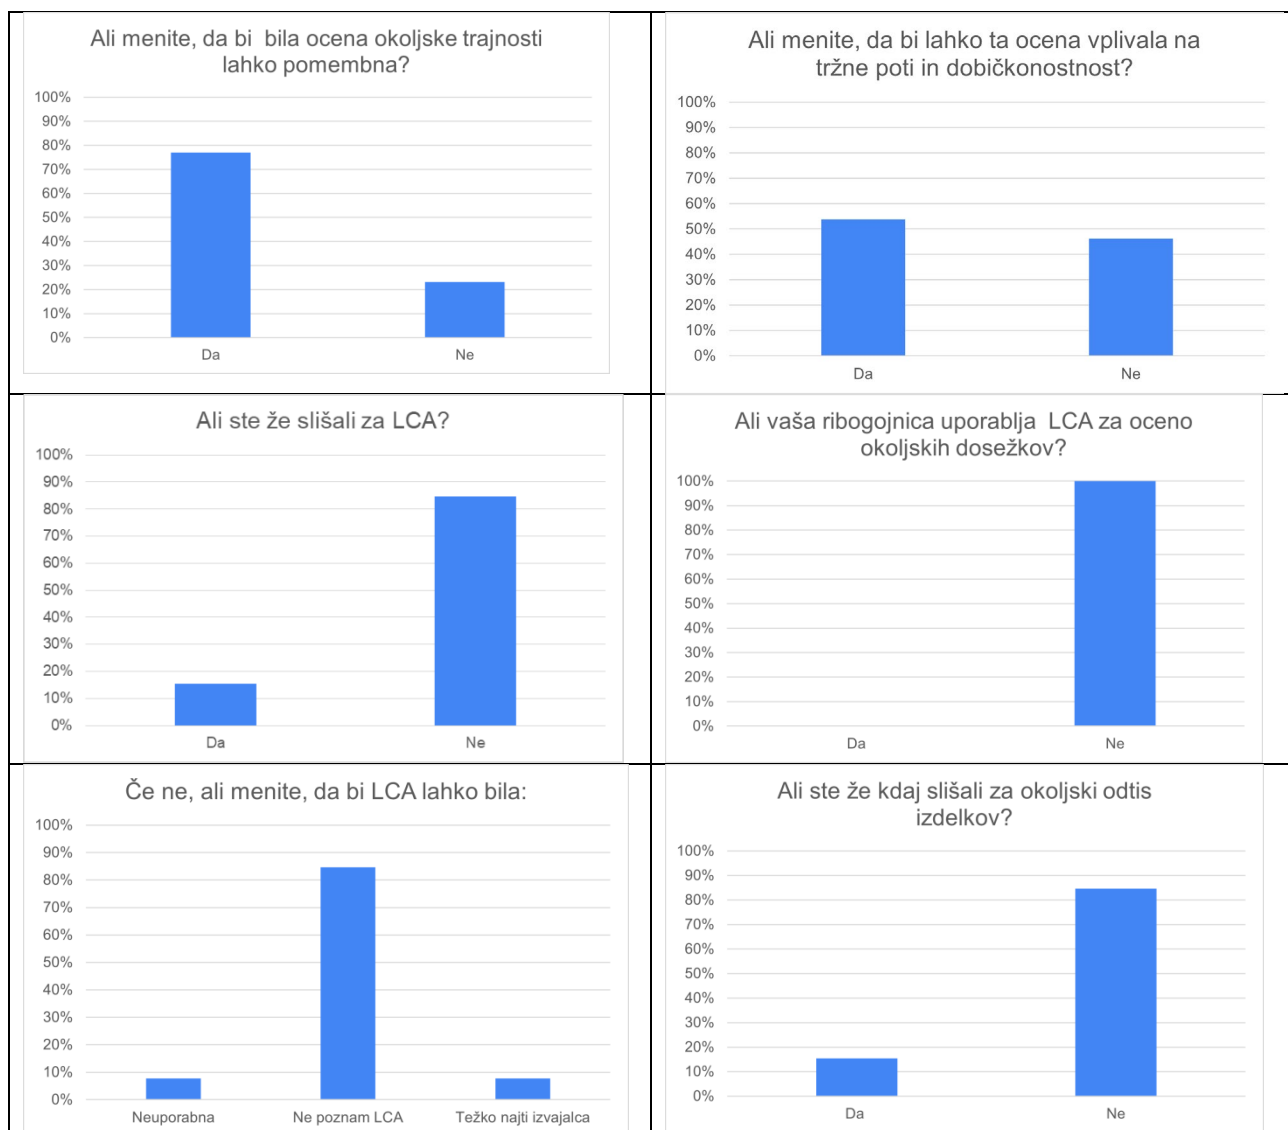 Ali menite, da bi  bila ocena okoljske trajnosti
lahko pomembna?
100%
90%
80%
70%
60%
50%
40%
30%
20%
10%
0%
Da
Ne
Ali menite, da bi lahko ta ocena vplivala na
tržne poti in dobičkonostnost?
100%
90%
80%
70%
60%
50%
40%
30%
20%
10%
0%
Da
Ne
Ali ste že slišali za LCA?
100%
90%
80%
70%
60%
50%
40%
30%
20%
10%
0%
Da
Ne
Ali vaša ribogojnica uporablja  LCA za oceno
okoljskih dosežkov?
100%
90%
80%
70%
60%
50%
40%
30%
20%
10%
0%
Da
Ne
Če ne, ali menite, da bi LCA lahko bila:
100%
90%
80%
70%
60%
50%
40%
30%
20%
10%
0%
Neuporabna
Ne poznam LCA
Težko najti izvajalca
Ali ste že kdaj slišali za okoljski odtis
izdelkov?
100%
90%
80%
70%
60%
50%
40%
30%
20%
10%
0%
Da
Ne